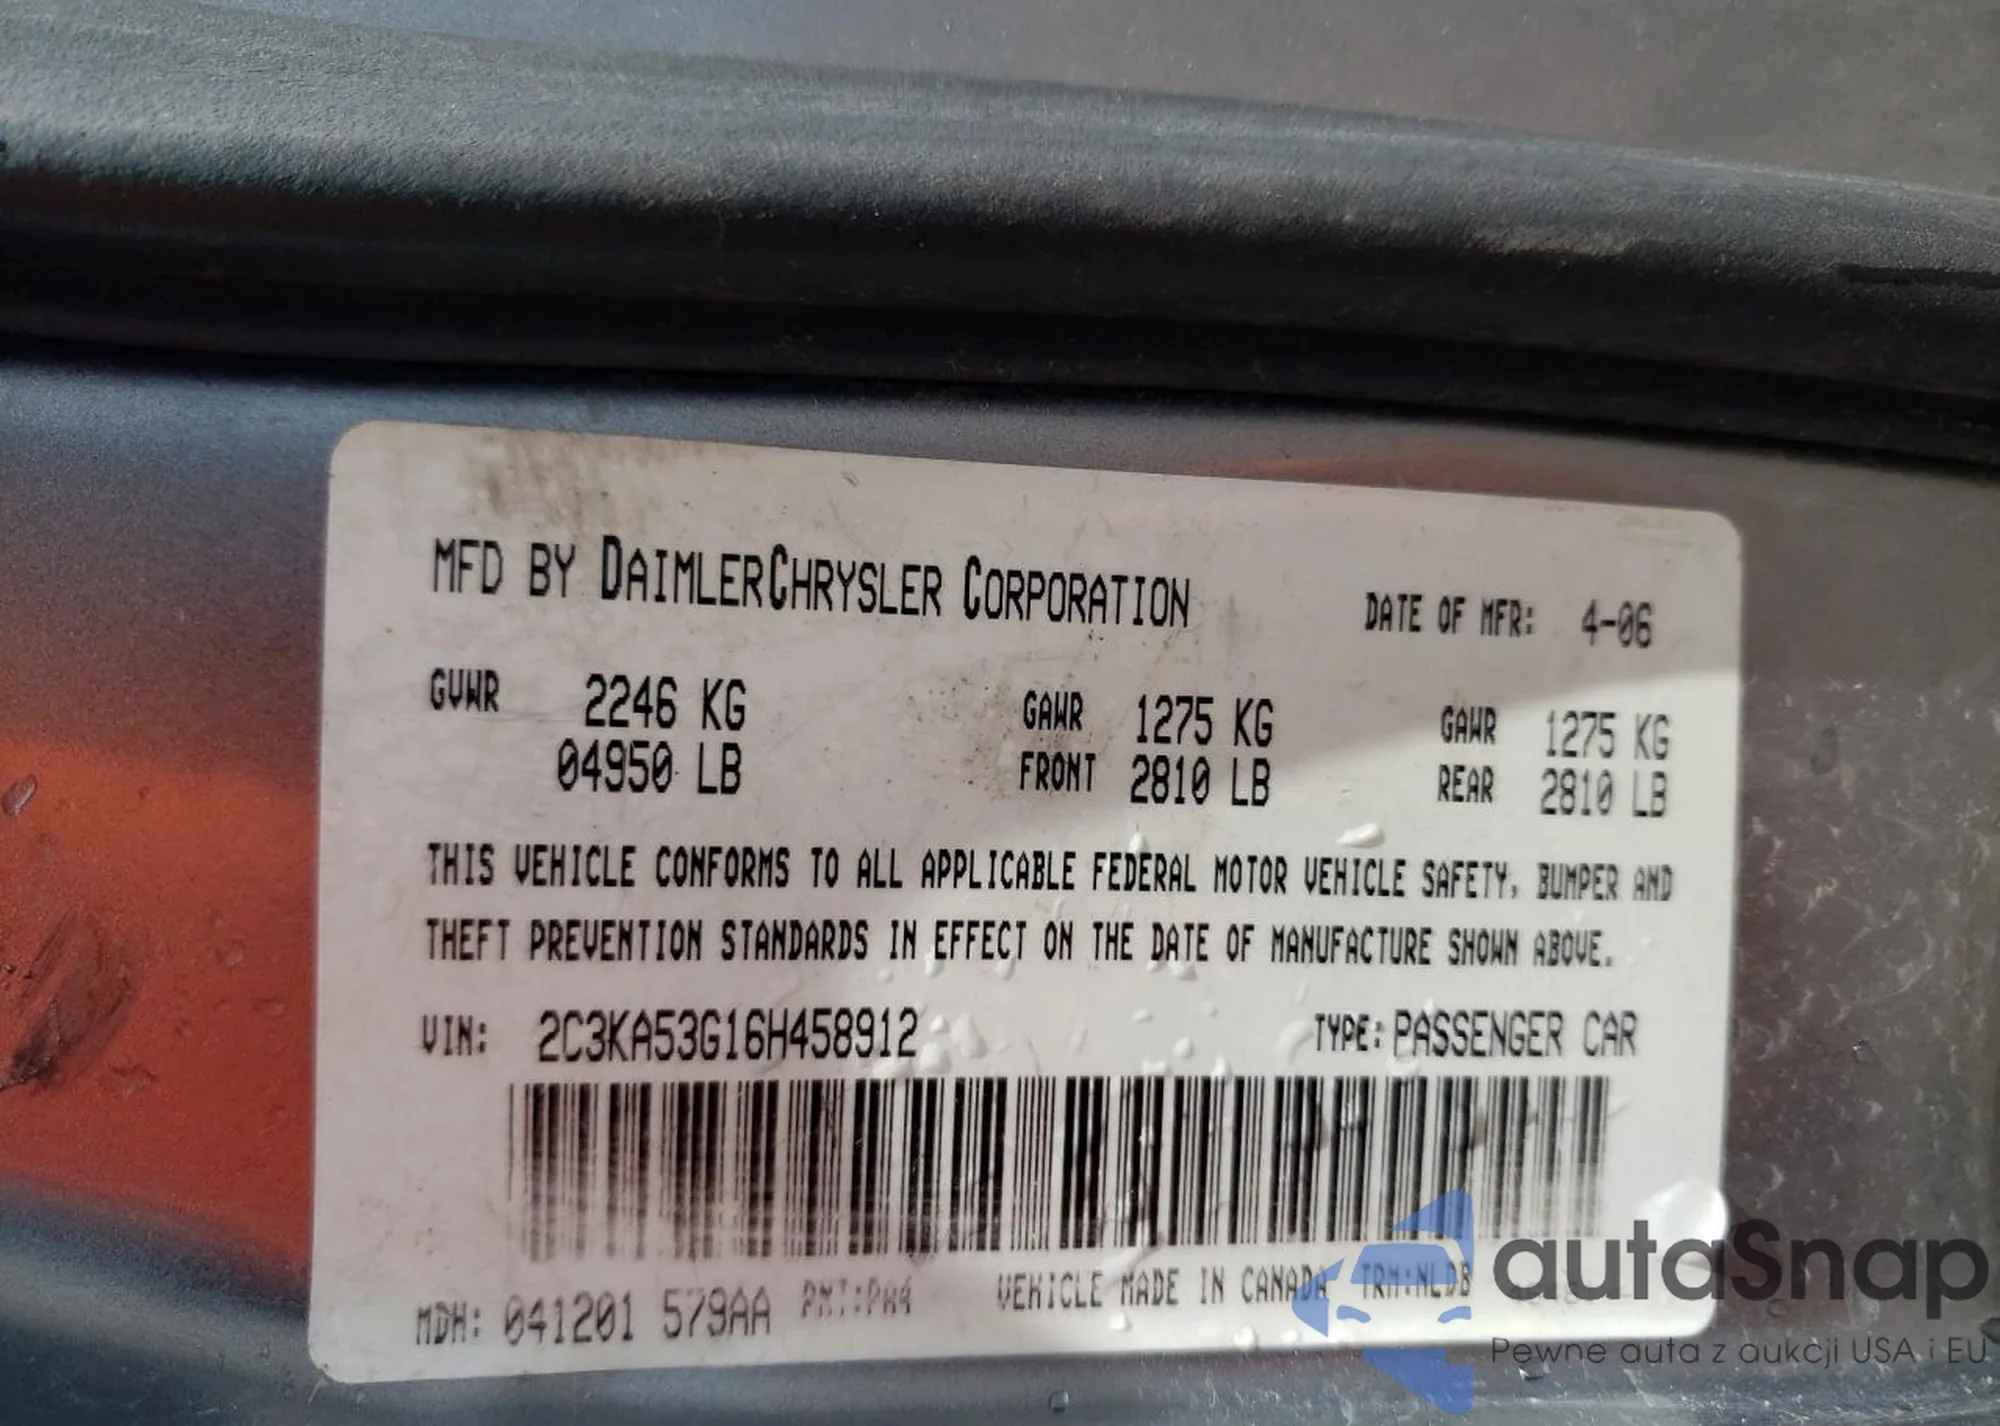 MFD BY DAIMLERCHRYSLER CORPORATION DATE OF MFR: 4-06
GVWR 2246 KG GAWR 1275 KG GAWR 1275 KG
04950 LB FRONT 2810 LB REAR 2810 LB
THIS VEHICLE CONFORMS TO ALL APPLICABLE FEDERAL MOTOR VEHICLE SAFETY, BUMPER AND
THEFT PREVENTION STANDARDS IN EFFECT ON THE DATE OF MANUFACTURE SHOWN ABOVE.
VIN: 2C3KA53G16H458912 TYPE: PASSENGER CAR
MDH: 041201 579AA PNT:PW4 VEHICLE MADE IN CANADA TRM:NLDB
autaSnap
Pewne auta z aukcji USA i EU